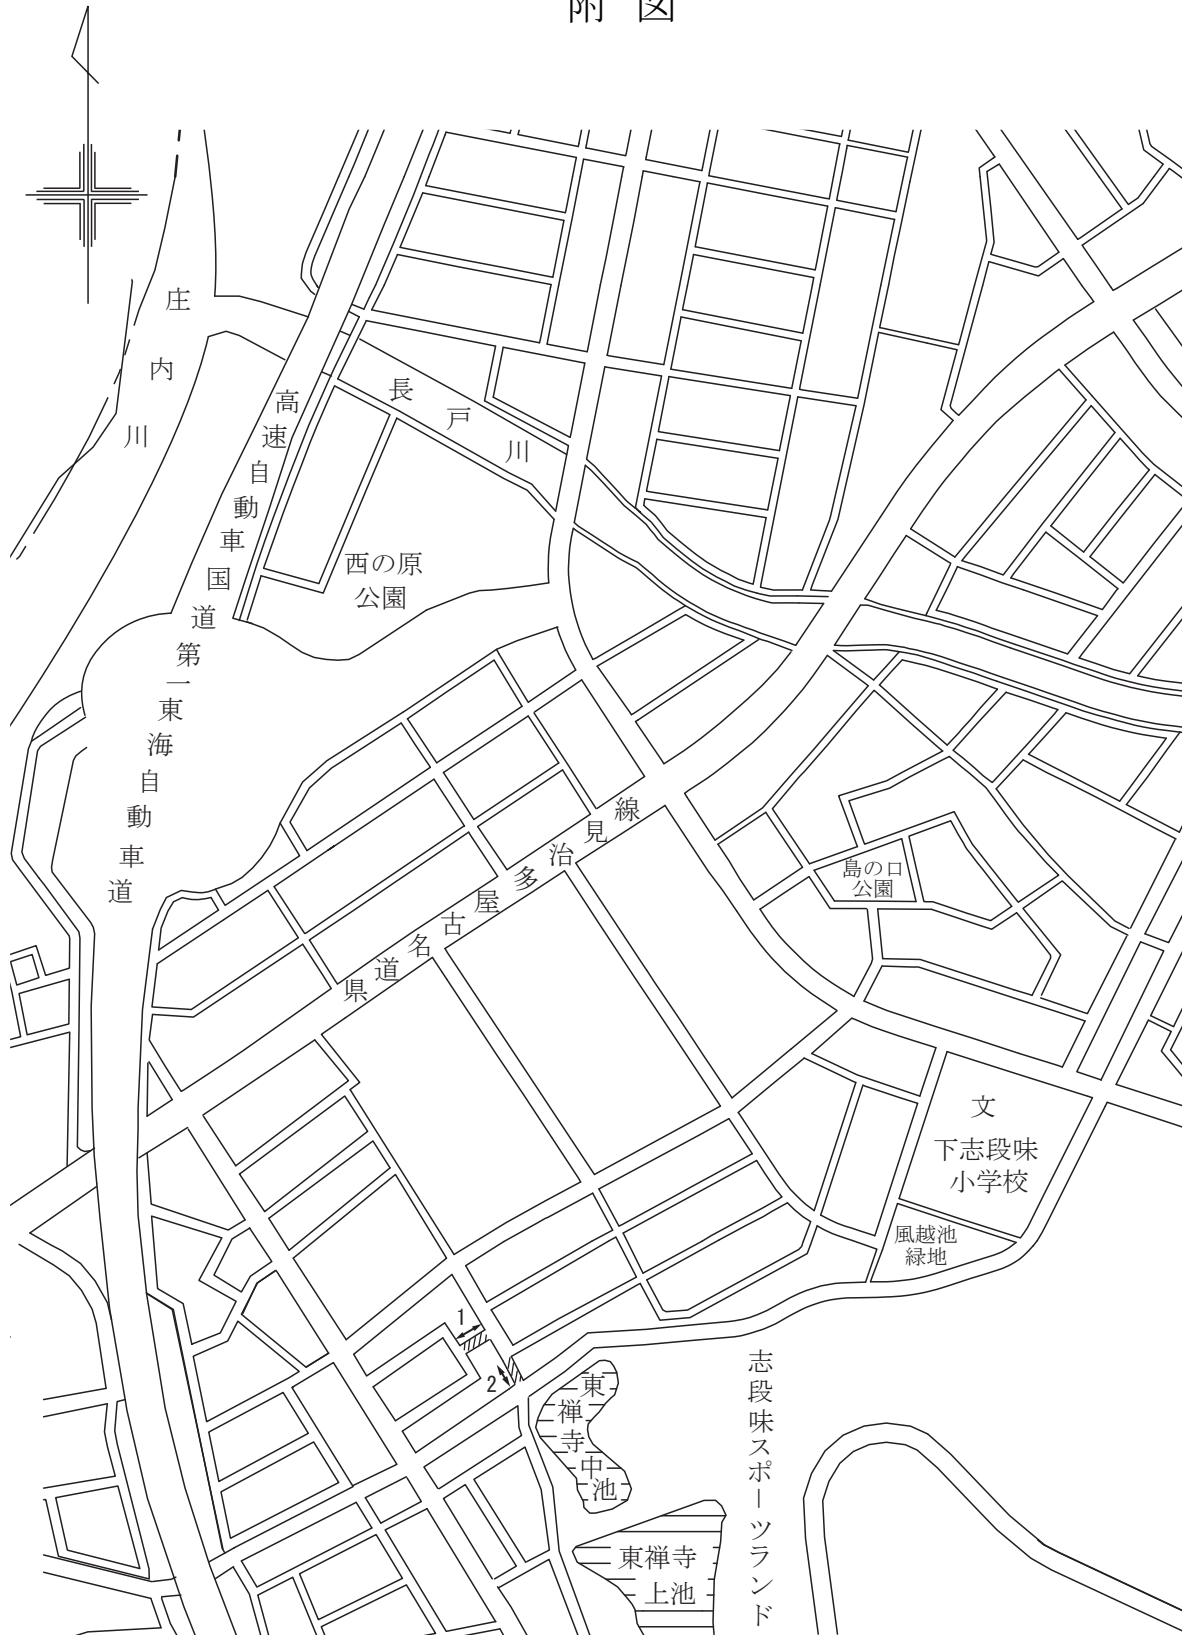 附図
庄内川
長戸川
高速自動車国道第一東海自動車道
西の原
公園
県道名古屋多治見線
島の口
公園
文
下志段味
小学校
風越池
緑地
1
2
東禅寺中池
志段味スポーツランド
東禅寺
上池